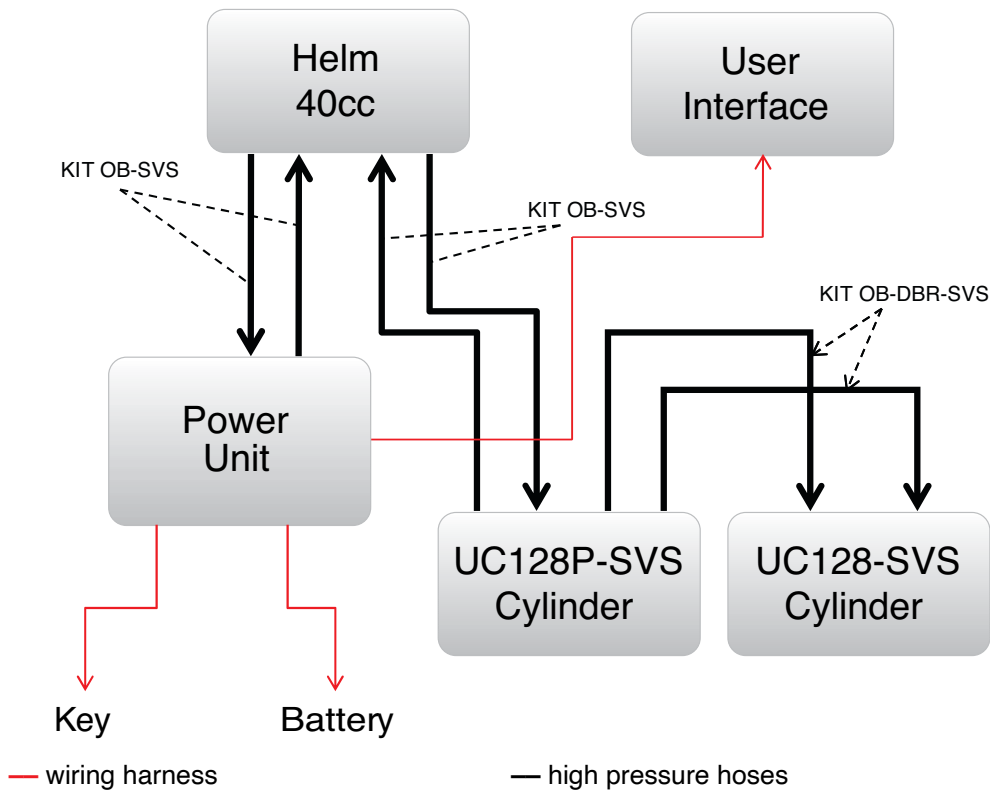 Helm
40cc
User
Interface
KIT OB-SVS
KIT OB-SVS
KIT OB-DBR-SVS
Power
Unit
UC128P-SVS
Cylinder
UC128-SVS
Cylinder
Key
Battery
wiring harness
high pressure hoses